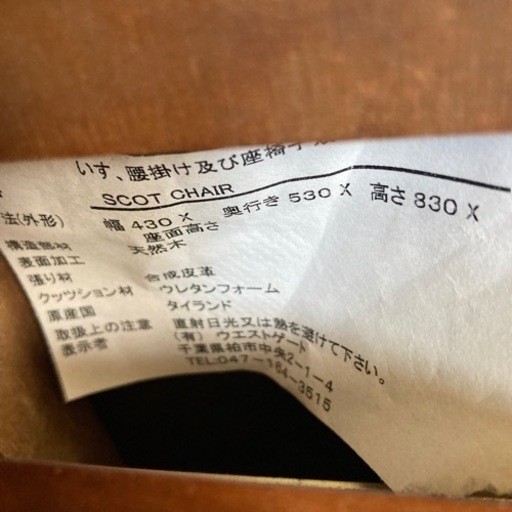 いす、腰掛け及び座椅子
SCOT CHAIR
法(外形) 幅 430 X 奥行き 530 X 高さ 830 X
座面高さ
構造部材 天然木
表面加工
張り材 合成皮革
クッション材 ウレタンフォーム
原産国 タイランド
取扱上の注意 直射日光又は熱を避けて下さい。
表示者 (有) ウエストゲート
千葉県柏市中央2-1-4
TEL:047-164-3515